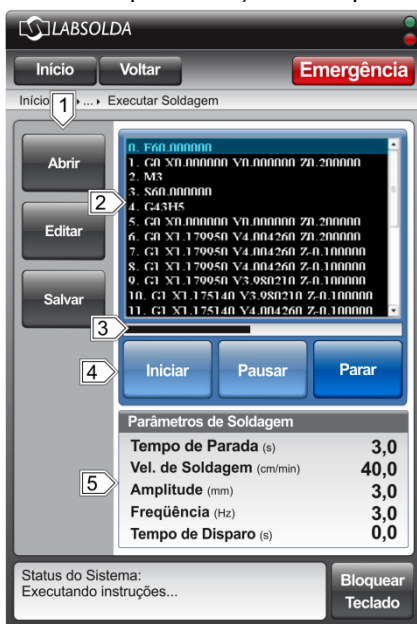 LABSOLDA
Início Voltar Emergência
Início ▸ ... ▸ Executar Soldagem
1
Abrir
Editar
Salvar
2
0. F60.000000
1. G0 X0.000000 Y0.000000 Z0.200000
2. M3
3. S60.000000
4. G43H5
5. G0 X0.000000 Y0.000000 Z0.200000
6. G0 X1.179950 Y4.004260 Z0.200000
7. G1 X1.179950 Y4.004260 Z-0.100000
8. G1 X1.179950 Y4.004260 Z-0.100000
9. G1 X1.179950 Y3.980210 Z-0.100000
10. G1 X1.175140 Y3.980210 Z-0.100000
11. G1 X1.175140 Y4.004260 Z-0.100000
3
4
Iniciar Pausar Parar
Parâmetros de Soldagem
5
Tempo de Parada (s) 3,0
Vel. de Soldagem (cm/min) 40,0
Amplitude (mm) 3,0
Freqüência (Hz) 3,0
Tempo de Disparo (s) 0,0
Status do Sistema:
Executando instruções...
Bloquear
Teclado